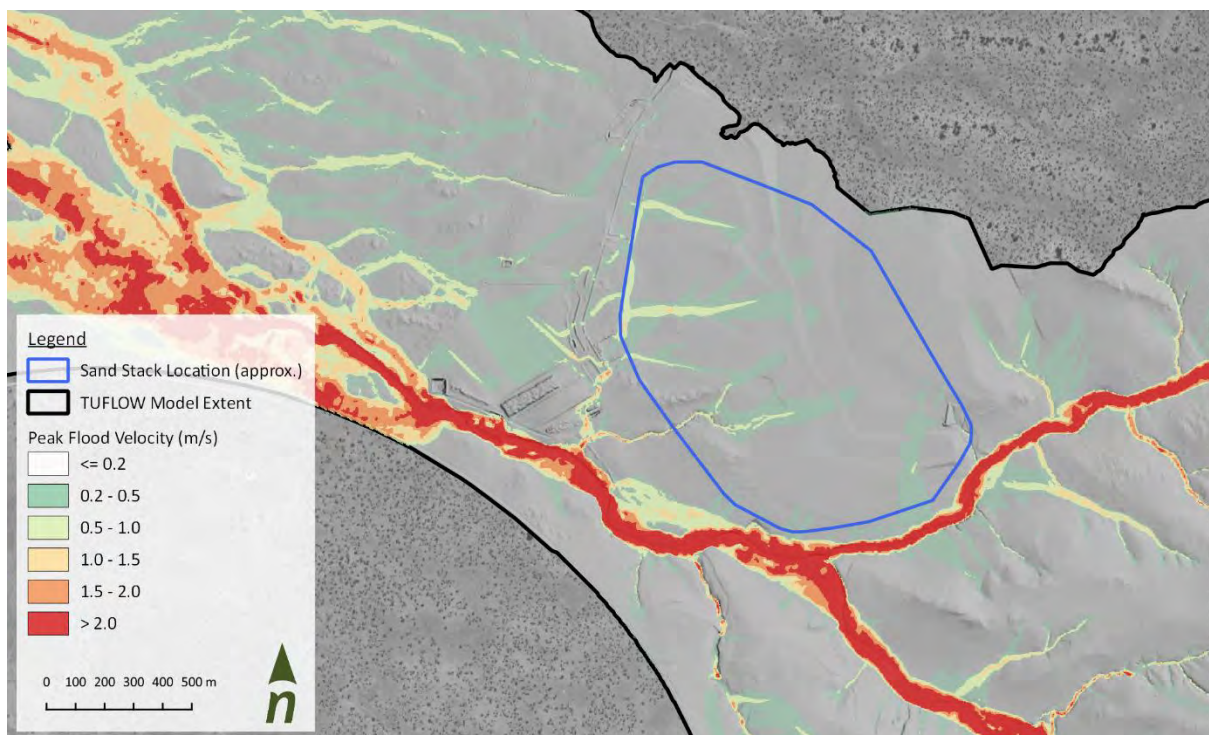 Legend
Sand Stack Location (approx.)
TUFLOW Model Extent
Peak Flood Velocity (m/s)
<= 0.2
0.2 - 0.5
0.5 - 1.0
1.0 - 1.5
1.5 - 2.0
> 2.0
0 100 200 300 400 500 m
n